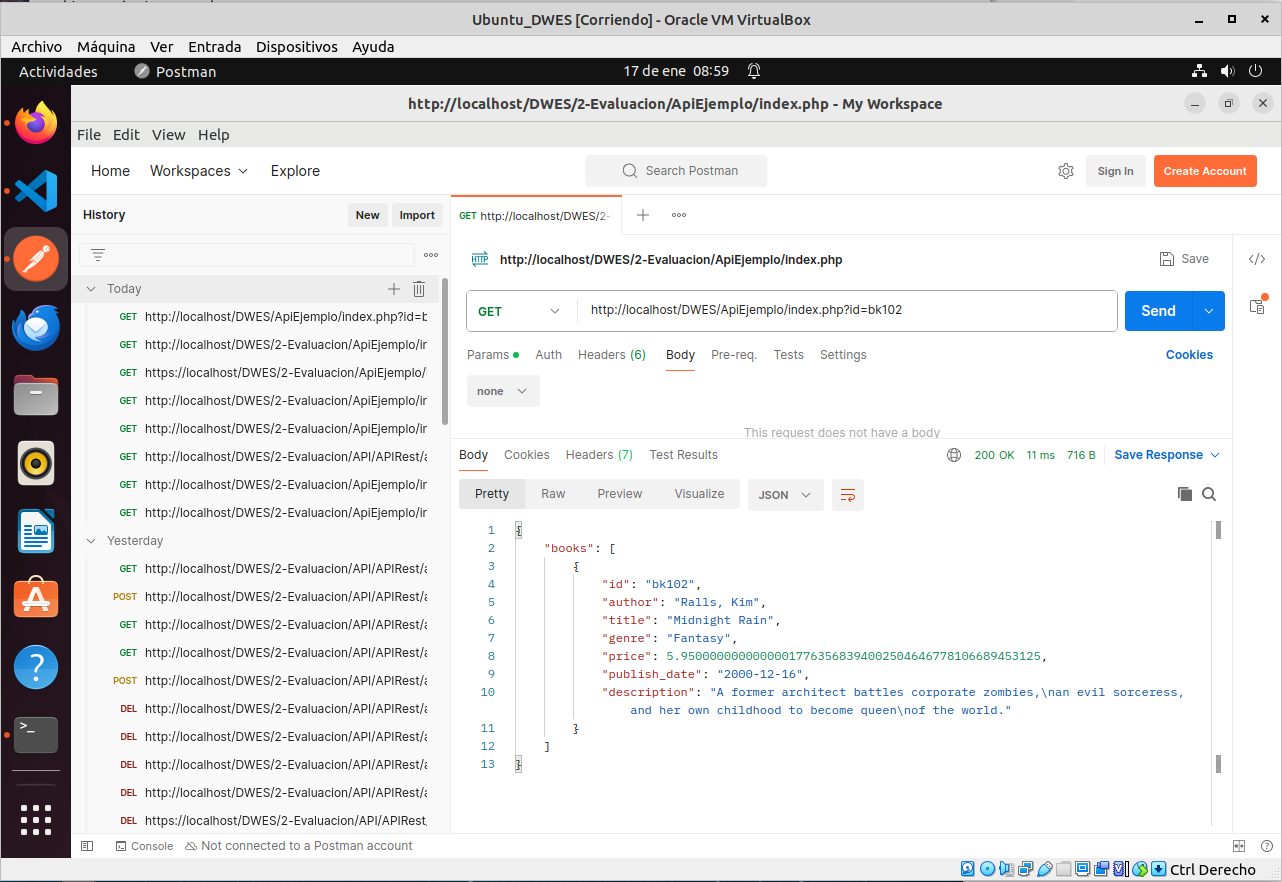 Ubuntu_DWES [Corriendo] - Oracle VM VirtualBox
Archivo Máquina Ver Entrada Dispositivos Ayuda
Actividades Postman 17 de ene 08:59
http://localhost/DWES/2-Evaluacion/ApiEjemplo/index.php - My Workspace
File Edit View Help
Home Workspaces Explore Search Postman Sign In Create Account
History New Import
GET http://localhost/DWES/2-
HTTP http://localhost/DWES/2-Evaluacion/ApiEjemplo/index.php Save </>
Today
GET http://localhost/DWES/ApiEjemplo/index.php?id=b
GET http://localhost/DWES/2-Evaluacion/ApiEjemplo/in
GET https://localhost/DWES/2-Evaluacion/ApiEjemplo/
GET http://localhost/DWES/2-Evaluacion/ApiEjemplo/in
GET http://localhost/DWES/2-Evaluacion/ApiEjemplo/in
GET http://localhost/DWES/2-Evaluacion/API/APIRest/a
GET http://localhost/DWES/2-Evaluacion/ApiEjemplo/in
GET http://localhost/DWES/2-Evaluacion/ApiEjemplo/in
Yesterday
GET http://localhost/DWES/2-Evaluacion/API/APIRest/a
POST http://localhost/DWES/2-Evaluacion/API/APIRest/a
GET http://localhost/DWES/2-Evaluacion/API/APIRest/a
GET http://localhost/DWES/2-Evaluacion/API/APIRest/a
POST http://localhost/DWES/2-Evaluacion/API/APIRest/a
DEL http://localhost/DWES/2-Evaluacion/API/APIRest/a
DEL http://localhost/DWES/2-Evaluacion/API/APIRest/a
DEL http://localhost/DWES/2-Evaluacion/API/APIRest/a
DEL http://localhost/DWES/2-Evaluacion/API/APIRest/a
DEL https://localhost/DWES/2-Evaluacion/API/APIRest
GET http://localhost/DWES/ApiEjemplo/index.php?id=bk102 Send
Params Auth Headers (6) Body Pre-req. Tests Settings Cookies
none
This request does not have a body
Body Cookies Headers (7) Test Results 200 OK 11 ms 716 B Save Response
Pretty Raw Preview Visualize JSON
1 {
2 "books": [
3 {
4 "id": "bk102",
5 "author": "Ralls, Kim",
6 "title": "Midnight Rain",
7 "genre": "Fantasy",
8 "price": 5.9500000000000001776356839400250464677810668945​3125,
9 "publish_date": "2000-12-16",
10 "description": "A former architect battles corporate zombies,\nan evil sorceress,
and her own childhood to become queen\nof the world."
11 }
12 ]
13 }
Console Not connected to a Postman account
Ctrl Derecho